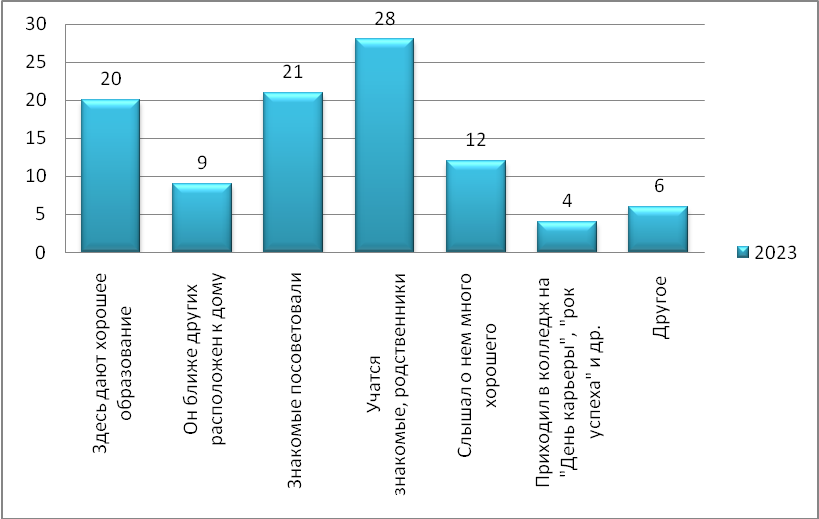 30
25
20
15
10
5
0
20
9
21
28
12
4
6
Здесь дают хорошее
образование
Он ближе других
расположен к дому
Знакомые посоветовали
Учатся
знакомые, родственники
Слышал о нем много
хорошего
Приходил в колледж на
"День карьеры", "рок
успеха" и др.
Другое
2023